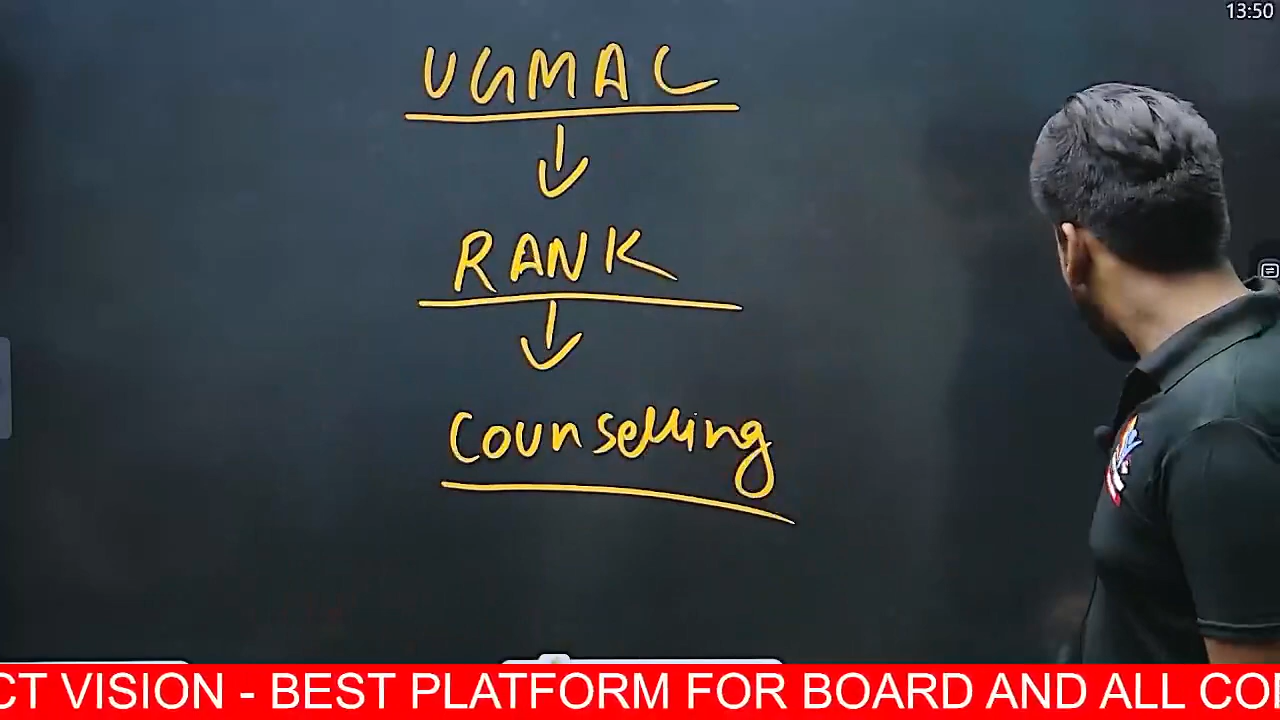 13:50
UGMAC
RANK
Counselling
CT VISION - BEST PLATFORM FOR BOARD AND ALL CO